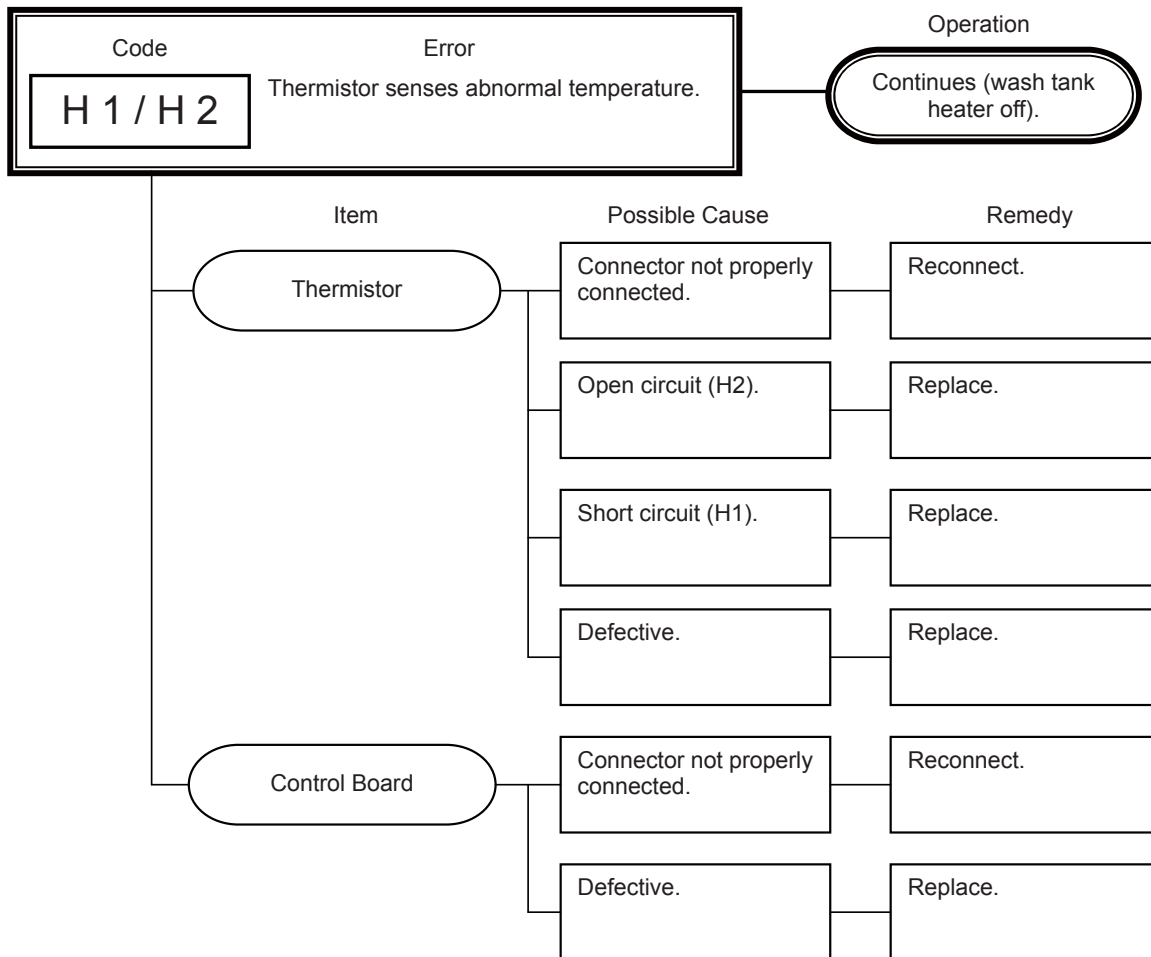 Code
Error
Operation
H 1 / H 2
Thermistor senses abnormal temperature.
Continues (wash tank
heater off).
Item
Possible Cause
Remedy
Thermistor
Connector not properly
connected.
Reconnect.
Open circuit (H2).
Replace.
Short circuit (H1).
Replace.
Defective.
Replace.
Control Board
Connector not properly
connected.
Reconnect.
Defective.
Replace.